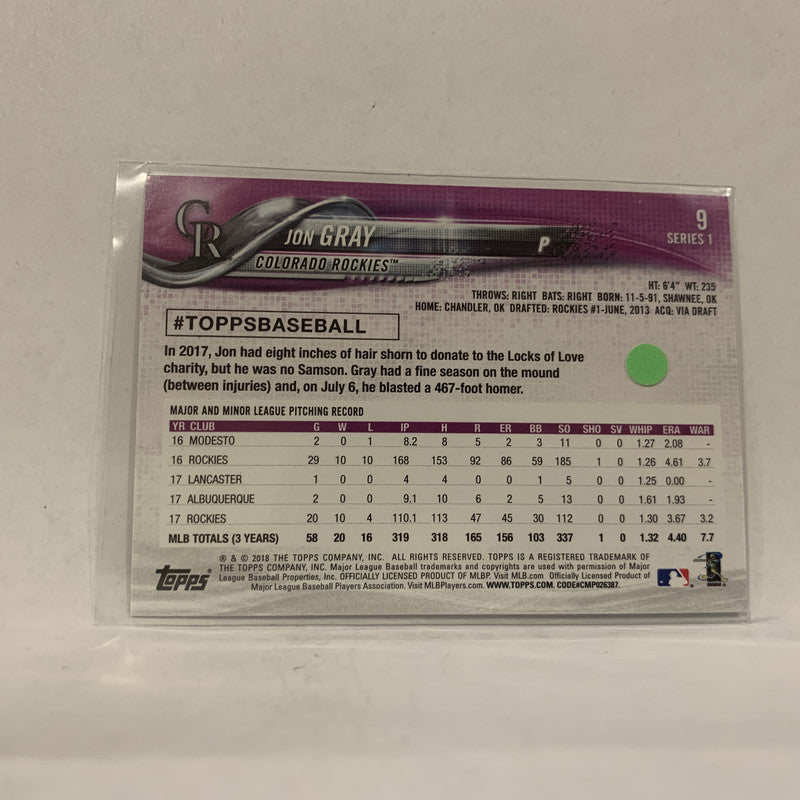 CR
JON GRAY
P
COLORADO ROCKIES™
9
SERIES 1
HT: 6'4" WT: 235
THROWS: RIGHT BATS: RIGHT BORN: 11-5-91, SHAWNEE, OK
HOME: CHANDLER, OK DRAFTED: ROCKIES #1-JUNE, 2013 ACQ: VIA DRAFT
#TOPPSBASEBALL
In 2017, Jon had eight inches of hair shorn to donate to the Locks of Love
charity, but he was no Samson. Gray had a fine season on the mound
(between injuries) and, on July 6, he blasted a 467-foot homer.
MAJOR AND MINOR LEAGUE PITCHING RECORD
YR CLUB G W L IP H R ER BB SO SHO SV WHIP ERA WAR
16 MODESTO 2 0 1 8.2 8 5 2 3 11 0 0 1.27 2.08 -
16 ROCKIES 29 10 10 168 153 92 86 59 185 1 0 1.26 4.61 3.7
17 LANCASTER 1 0 0 4 4 0 0 1 5 0 0 1.25 0.00 -
17 ALBUQUERQUE 2 0 0 9.1 10 6 2 5 13 0 0 1.61 1.93 -
17 ROCKIES 20 10 4 110.1 113 47 45 30 112 0 0 1.30 3.67 3.2
MLB TOTALS (3 YEARS) 58 20 16 319 318 165 156 103 337 1 0 1.32 4.40 7.7
® & © 2018 THE TOPPS COMPANY, INC. ALL RIGHTS RESERVED. TOPPS IS A REGISTERED TRADEMARK OF
THE TOPPS COMPANY, INC. Major League Baseball trademarks and copyrights are used with permission of Major
League Baseball Properties, Inc. OFFICIALLY LICENSED PRODUCT OF MLBP. Visit MLB.com Officially Licensed Product of
Major League Baseball Players Association. Visit MLBPlayers.com. WWW.TOPPS.COM. CODE#CMP026387.
Topps®